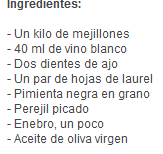 Ingredientes:
- Un kilo de mejillones
- 40 ml de vino blanco
- Dos dientes de ajo
- Un par de hojas de laurel
- Pimienta negra en grano
- Perejil picado
- Enebro, un poco
- Aceite de oliva virgen